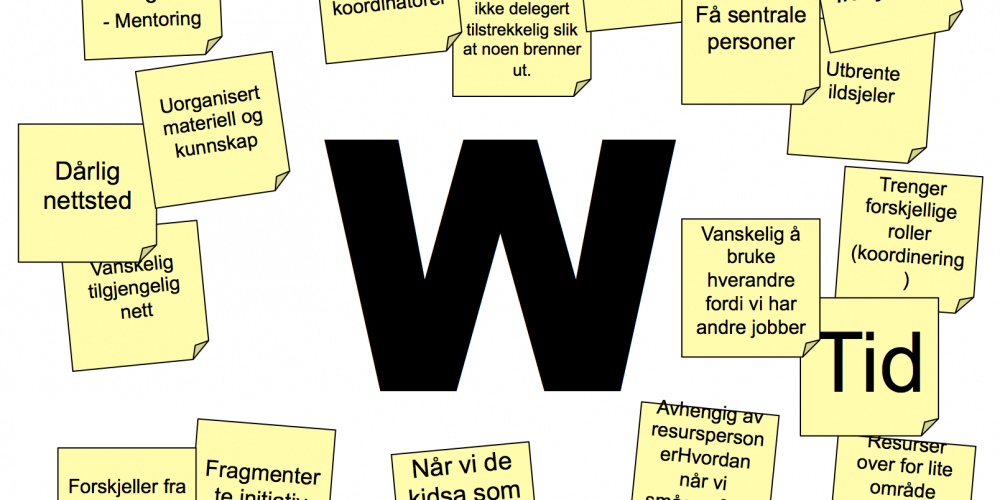 - Mentoring
koordinatorer
ikke delegert
tilstrekkelig slik
at noen brenner
ut.
Få sentrale
personer
Utbrente
ildsjeler
Uorganisert
materiell og
kunnskap
Dårlig
nettsted
Vanskelig
tilgjengelig
nett
W
Trenger
forskjellige
roller
(koordinering
)
Vanskelig å
bruke
hverandre
fordi vi har
andre jobber
Tid
Avhengig av
resursperson
erHvordan
når vi
Resurser
over for lite
område
Forskjeller fra
Fragmenter
te initiativ
Når vi de
kidsa som